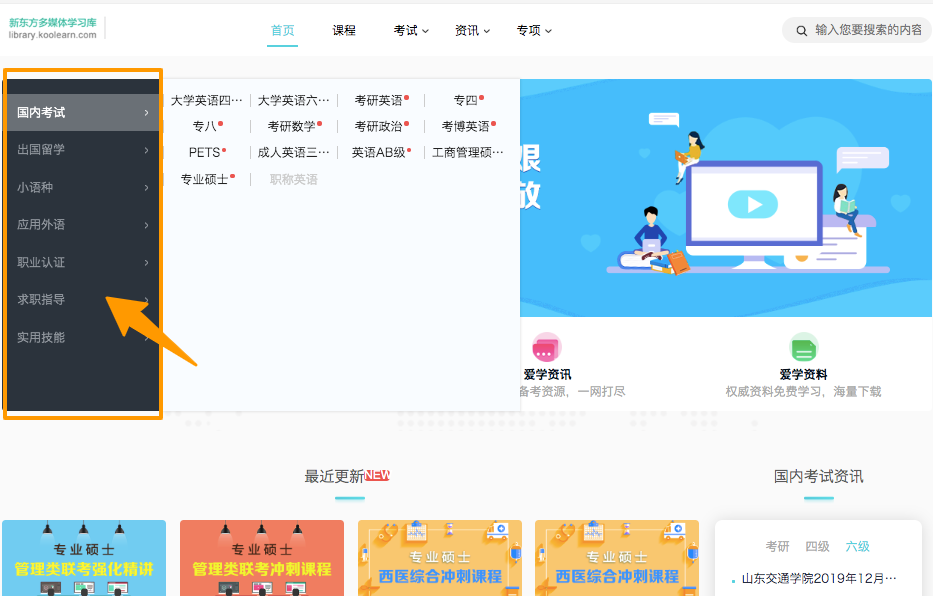 新东方多媒体学习库
library.koolearn.com
首页 课程 考试 资讯 专项
输入您要搜索的内容
国内考试
出国留学
小语种
应用外语
职业认证
求职指导
实用技能
大学英语四… 大学英语六… 考研英语 专四
专八 考研数学 考研政治 考博英语
PETS 成人英语三… 英语AB级 工商管理硕…
专业硕士 职称英语
放
爱学资讯
备考资源，一网打尽
爱学资料
权威资料免费学习，海量下载
最近更新NEW
国内考试资讯
专业硕士
管理类联考强化精讲
专业硕士
管理类联考冲刺课程
专业硕士
西医综合冲刺课程
专业硕士
西医综合冲刺课程
考研 四级 六级
山东交通学院2019年12月…